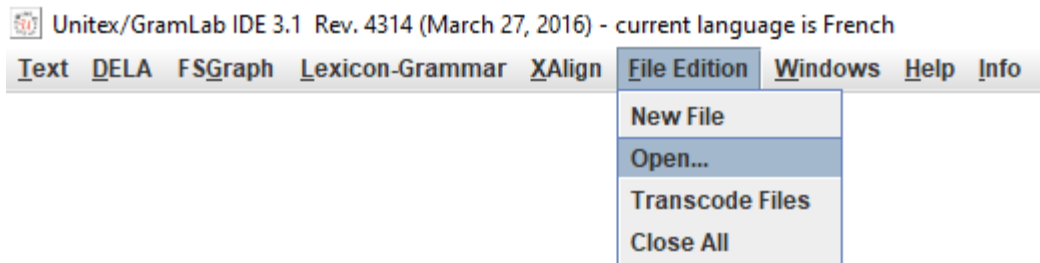 Unitex/GramLab IDE 3.1 Rev. 4314 (March 27, 2016) - current language is French
Text DELA FSGraph Lexicon-Grammar XAlign File Edition Windows Help Info
New File
Open...
Transcode Files
Close All